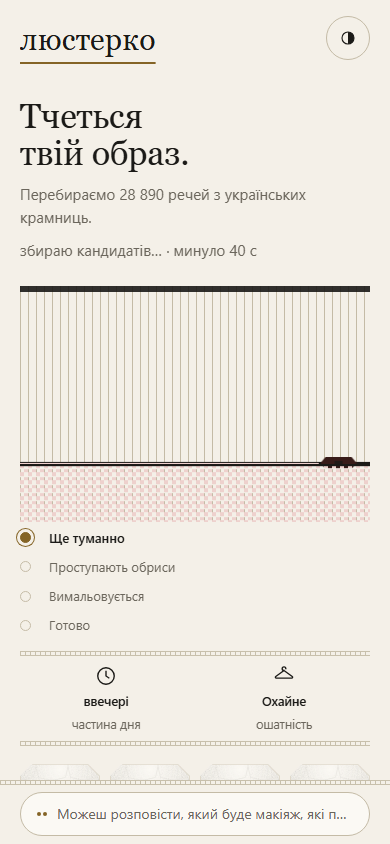 люстерко
Тчеться
твій образ.
Перебираємо 28 890 речей з українських
крамниць.
збираю кандидатів... · минуло 40 с
Ще туманно
Проступають обриси
Вимальовується
Готово
ввечері
частина дня
Охайне
ошатність
Можеш розповісти, який буде макіяж, які п...